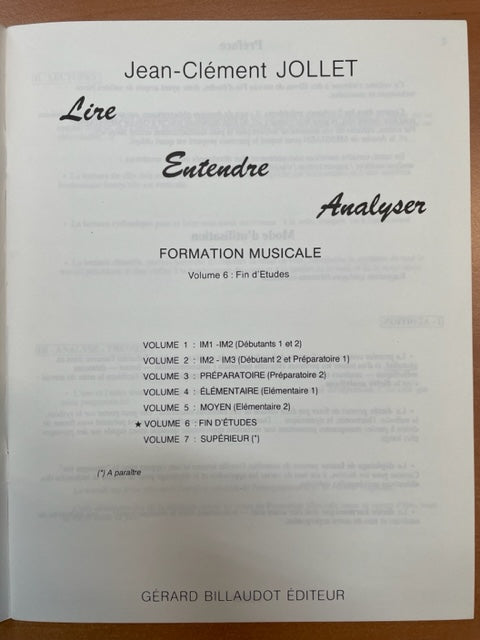 Jean-Clément JOLLET
Lire
Entendre
Analyser
FORMATION MUSICALE
Volume 6 : Fin d'Etudes
VOLUME 1 : IM1 -IM2 (Débutants 1 et 2)
VOLUME 2 : IM2 - IM3 (Débutant 2 et Préparatoire 1)
VOLUME 3 : PRÉPARATOIRE (Préparatoire 2)
VOLUME 4 : ÉLÉMENTAIRE (Elémentaire 1)
VOLUME 5 : MOYEN (Elémentaire 2)
★ VOLUME 6 : FIN D'ÉTUDES
VOLUME 7 : SUPÉRIEUR (*)
(*) A paraître
GÉRARD BILLAUDOT ÉDITEUR